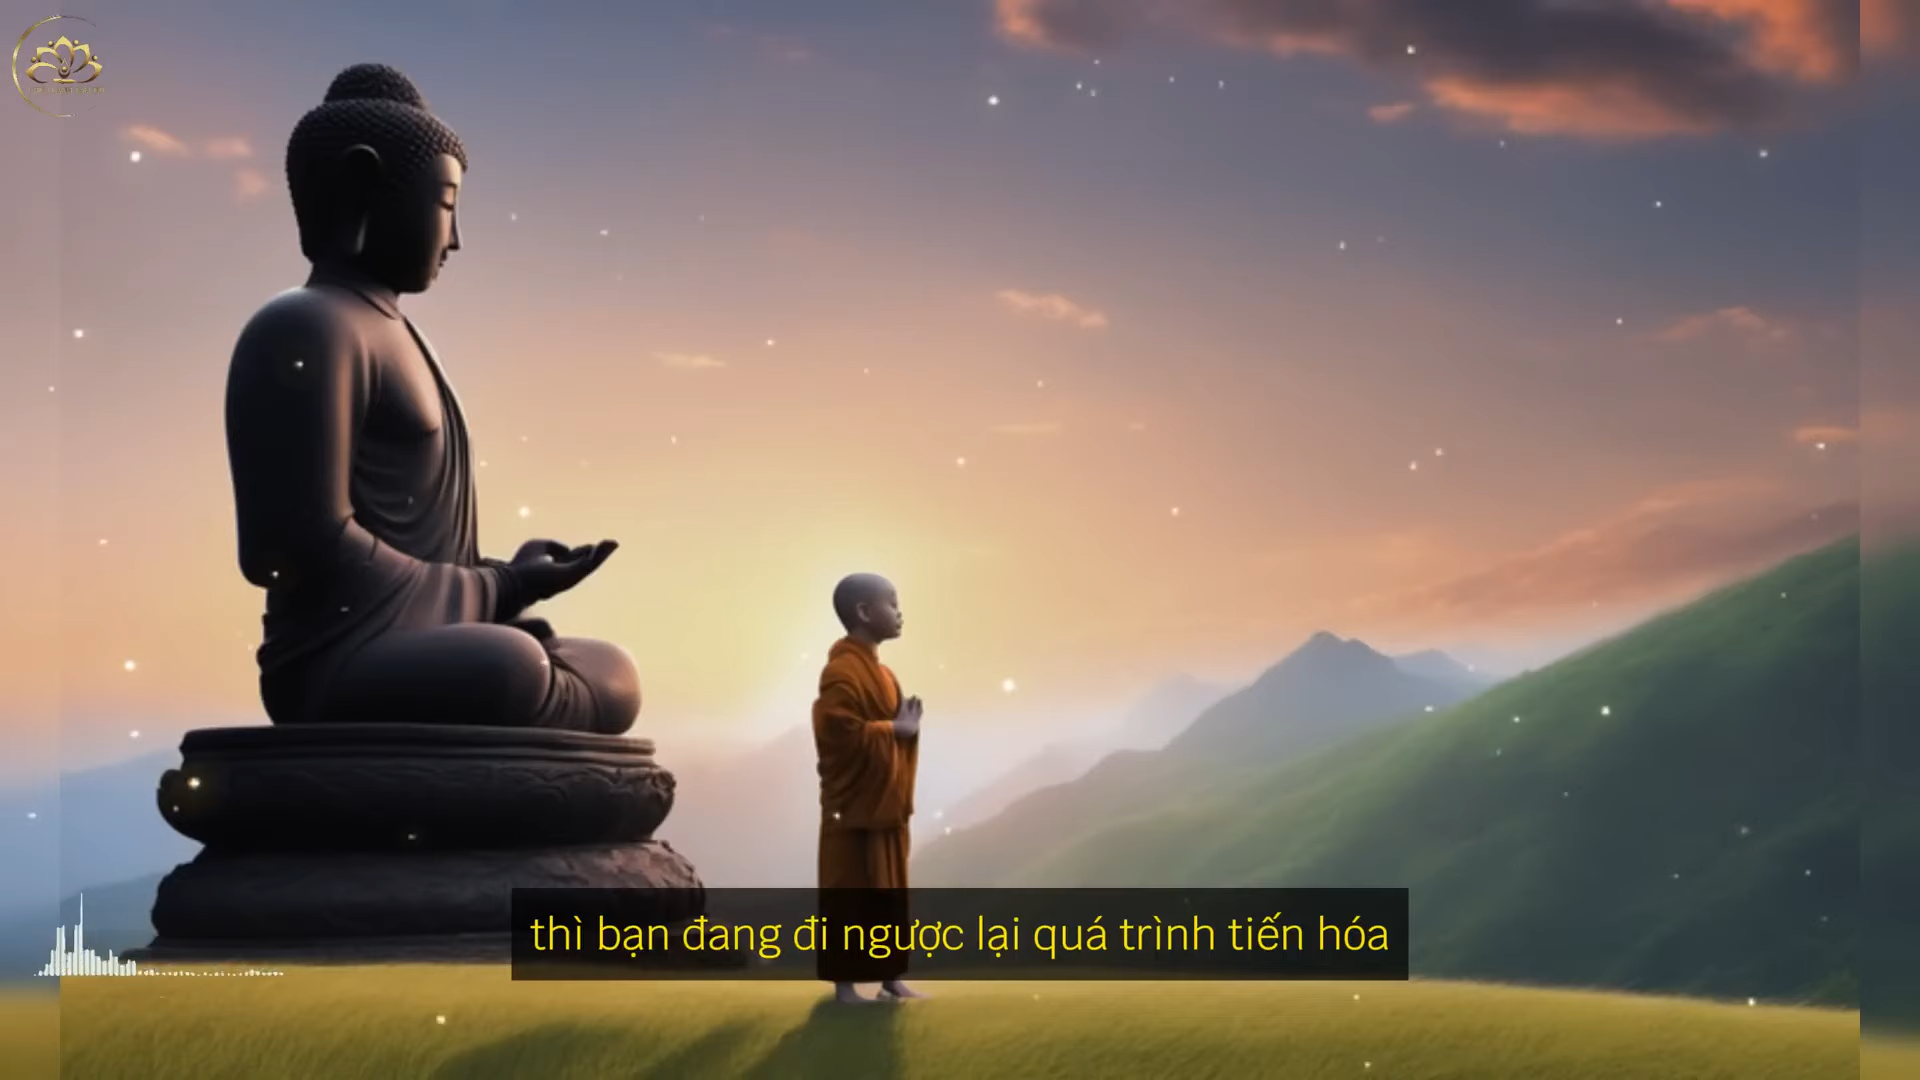 thì bạn đang đi ngược lại quá trình tiến hóa